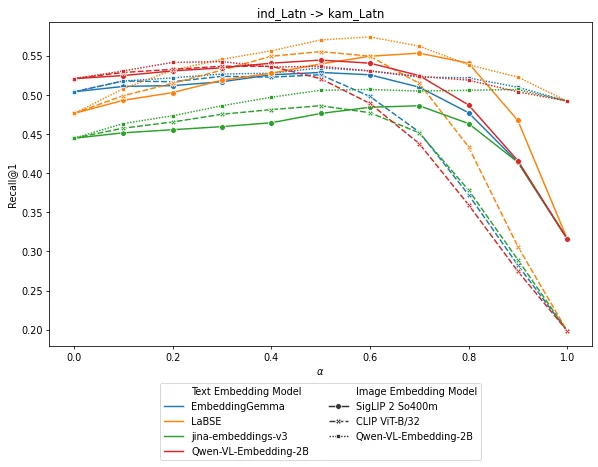 ind_Latn -> kam_Latn
Recall@1
0.55
0.50
0.45
0.40
0.35
0.30
0.25
0.20
0.0 0.2 0.4 0.6 0.8 1.0
α
Text Embedding Model
EmbeddingGemma
LaBSE
jina-embeddings-v3
Qwen-VL-Embedding-2B
Image Embedding Model
SigLIP 2 So400m
CLIP ViT-B/32
Qwen-VL-Embedding-2B